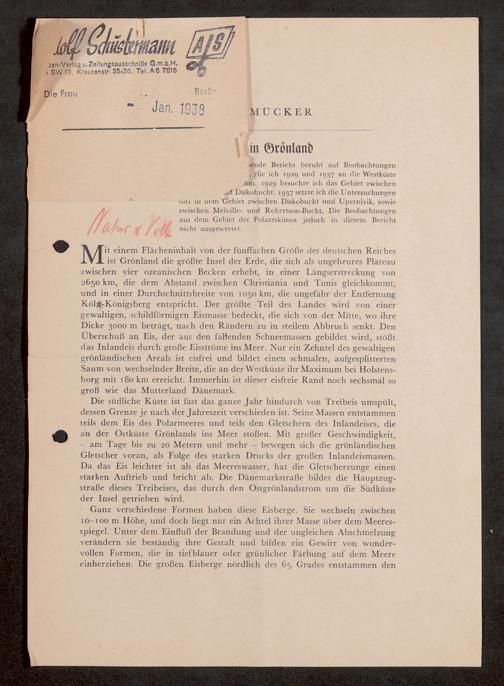 dolf Schustermann
A|S
gen-Verlag u. Zeitungsausschnitte G.m.b.H.
SW 19, Krausenstr. 35-36. Tel. A6 7816
Die Frau
Berlin
- Jan. 1938
MÜCKER
in Grönland
ende Bericht beruht auf Beobachtungen
, die ich 1929 und 1937 an die Westküste
hm. 1929 besuchte ich das Gebiet zwischen
d Diskobucht. 1937 setzte ich die Untersuchungen
fort in dem Gebiet zwischen Diskobucht und Upernivik, sowie
zwischen Melville- und Robertson-Bucht. Die Beobachtungen
aus dem Gebiet der Polareskimos jedoch in diesem Bericht
nicht ausgewertet.
Natur u Volk
Mit einem Flächeninhalt von der fünffachen Größe des deutschen Reiches
ist Grönland die größte Insel der Erde, die sich als ungeheures Plateau
zwischen vier ozeanischen Becken erhebt, in einer Längserstreckung von
2650 km, die dem Abstand zwischen Christiania und Tunis gleichkommt,
und in einer Durchschnittsbreite von 1050 km, die ungefähr der Entfernung
Köln-Königsberg entspricht. Der größte Teil des Landes wird von einer
gewaltigen, schildförmigen Eismasse bedeckt, die sich von der Mitte, wo ihre
Dicke 3000 m beträgt, nach den Rändern zu in steilem Abbruch senkt. Den
Überschuß an Eis, der aus den fallenden Schneemassen gebildet wird, stößt
das Inlandeis durch große Eisströme ins Meer. Nur ein Zehntel des gewaltigen
grönländischen Areals ist eisfrei und bildet einen schmalen, aufgesplitterten
Saum von wechselnder Breite, die an der Westküste ihr Maximum bei Holstens-
borg mit 180 km erreicht. Immerhin ist dieser eisfreie Rand noch sechsmal so
groß wie das Mutterland Dänemark.
Die südliche Küste ist fast das ganze Jahr hindurch von Treibeis umspült,
dessen Grenze je nach der Jahreszeit verschieden ist. Seine Massen entstammen
teils dem Eis des Polarmeeres und teils den Gletschern des Inlandeises, die
an der Ostküste Grönlands ins Meer stoßen. Mit großer Geschwindigkeit,
– am Tage bis zu 20 Metern und mehr – bewegen sich die grönländischen
Gletscher voran, als Folge des starken Drucks der großen Inlandeismassen.
Da das Eis leichter ist als das Meereswasser, hat die Gletscherzunge einen
starken Auftrieb und bricht ab. Die Dänemarkstraße bildet die Hauptzug-
straße dieses Treibeises, das durch den Ostgrönlandstrom um die Südküste
der Insel getrieben wird.
Ganz verschiedene Formen haben diese Eisberge. Sie wechseln zwischen
10–100 m Höhe, und doch liegt nur ein Achtel ihrer Masse über dem Meeres-
spiegel. Unter dem Einfluß der Brandung und der ungleichen Abschmelzung
verändern sie beständig ihre Gestalt und bilden ein Gewirr von wunder-
vollen Formen, die in tiefblauer oder grünlicher Färbung auf dem Meere
einherziehen. Die großen Eisberge nördlich des 65. Grades entstammen den